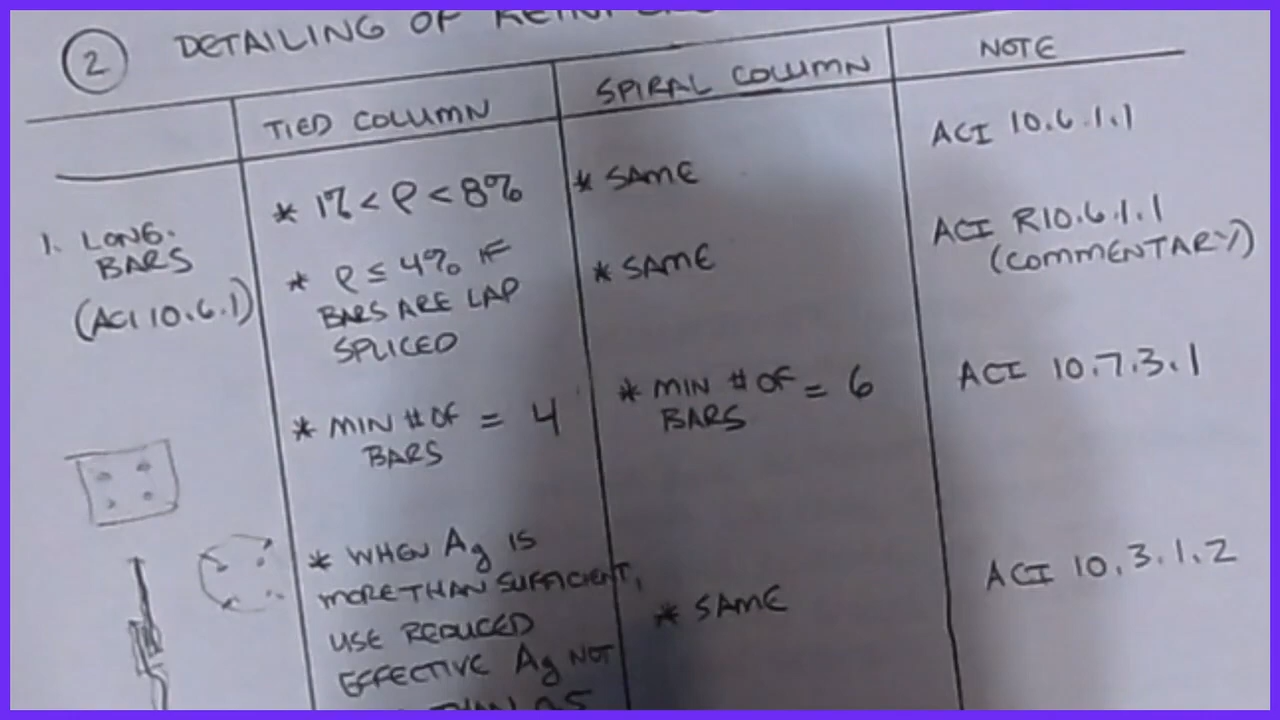 2 DETAILING OF
TIED COLUMN SPIRAL COLUMN NOTE
1. LONG. BARS
(ACI 10.6.1)
* 1% < ρ < 8% * SAME ACI 10.6.1.1
* ρ ≤ 4% IF * SAME ACI R10.6.1.1
BARS ARE LAP (COMMENTARY)
SPLICED
* MIN # OF = 4 * MIN # OF = 6 ACI 10.7.3.1
BARS BARS
* WHEN Ag IS * SAME ACI 10.3.1.2
MORE THAN SUFFICIENT,
USE REDUCED
EFFECTIVE Ag NOT
THAN 0.5